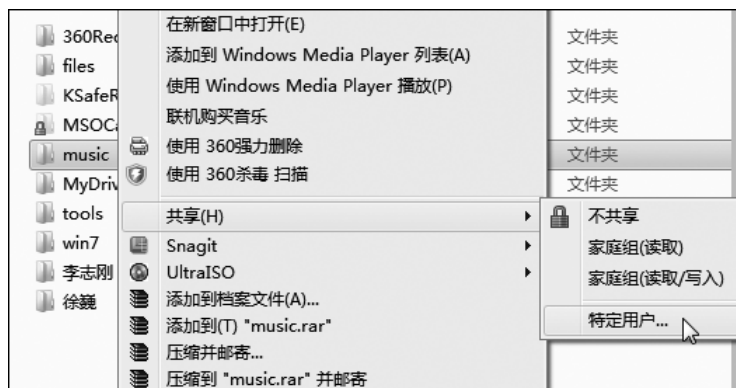 在新窗口中打开(E)
360Rec
添加到 Windows Media Player 列表(A)
文件夹
files
使用 Windows Media Player 播放(P)
文件夹
KSafeR
联机购买音乐
文件夹
MSOCa
使用 360强力删除
文件夹
music
使用 360杀毒 扫描
文件夹
MyDriv
文件夹
tools
共享(H)
不共享
win7
Snagit
家庭组(读取)
李志刚
UltraISO
家庭组(读取/写入)
徐巍
添加到档案文件(A)...
添加到(T) "music.rar"
特定用户...
压缩并邮寄...
压缩到 "music.rar" 并邮寄